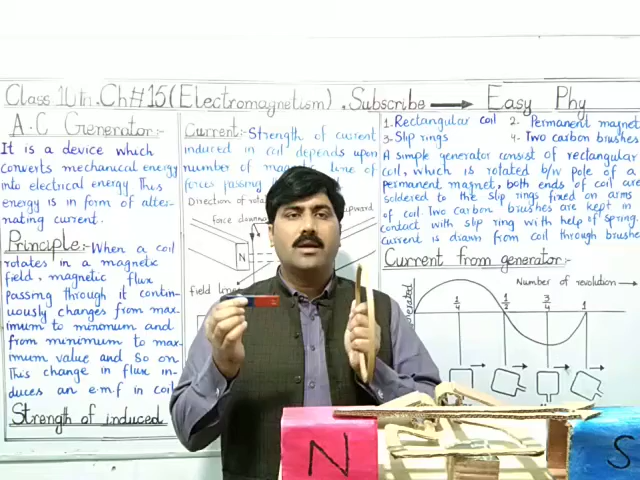 Class 10th.Ch#15(Electromagnetism).Subscribe → Easy Phy
A.C Generator:-
It is a device which
converts mechanical energy
into electrical energy This
energy is in form of alter-
nating current.
Principle:- When a coil
rotates in a magnetic
field, magnetic flux
passing through it contin-
uously changes from max-
imum to minimum and
from minimum to max-
imum value and so on
This change in flux in-
duces an e.m.f in coil
Strength of induced
Current:- Strength of current
induced in coil depends upon
number of line of
forces passing
Direction of
force downw
upward
N
field line
1. Rectangular coil 2. Permanent magnet
3- Slip rings 4- Two carbon brushes
A simple generator consist of rectangular
coil, which is rotated b/w pole of a
permanent magnet, both ends of coil are
soldered to the slip rings fixed on arms
of coil Two carbon brushes are kept in
contact with slip ring with help of spring.
Current is drawn from coil through brushe
Current from generator:-
Number of revolution →
1/4 1/2 3/4 1
N
S